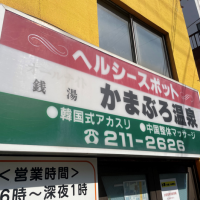 ヘルシースポット
銭湯 かまぶろ温泉
●韓国式アカスリ ●中国整体マッサージ
☎211-2626
<営業時間>
6時〜深夜1時